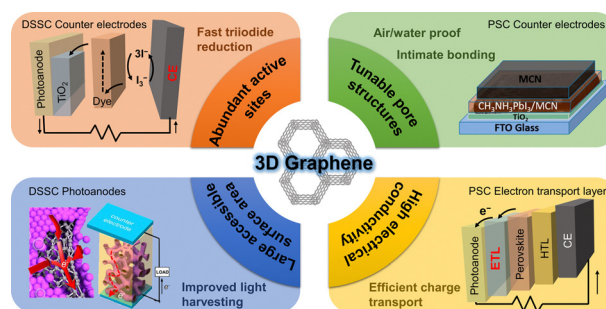 DSSC Counter electrodes
Fast triiodide
reduction
Photoanode
TiO₂
Dye
3I⁻
I₃⁻
CE
Abundant active
sites
PSC Counter electrodes
Air/water proof
Intimate bonding
Tunable pore
structures
MCN
CH₃NH₃PbI₃/MCN
TiO₂
FTO Glass
3D Graphene
DSSC Photoanodes
counter
electrode
LOAD
e⁻
e⁻
Improved light
harvesting
Large accessible
surface area
High electrical
conductivity
PSC Electron transport layer
e⁻
Photoanode
ETL
Perovskite
HTL
CE
Efficient charge
transport